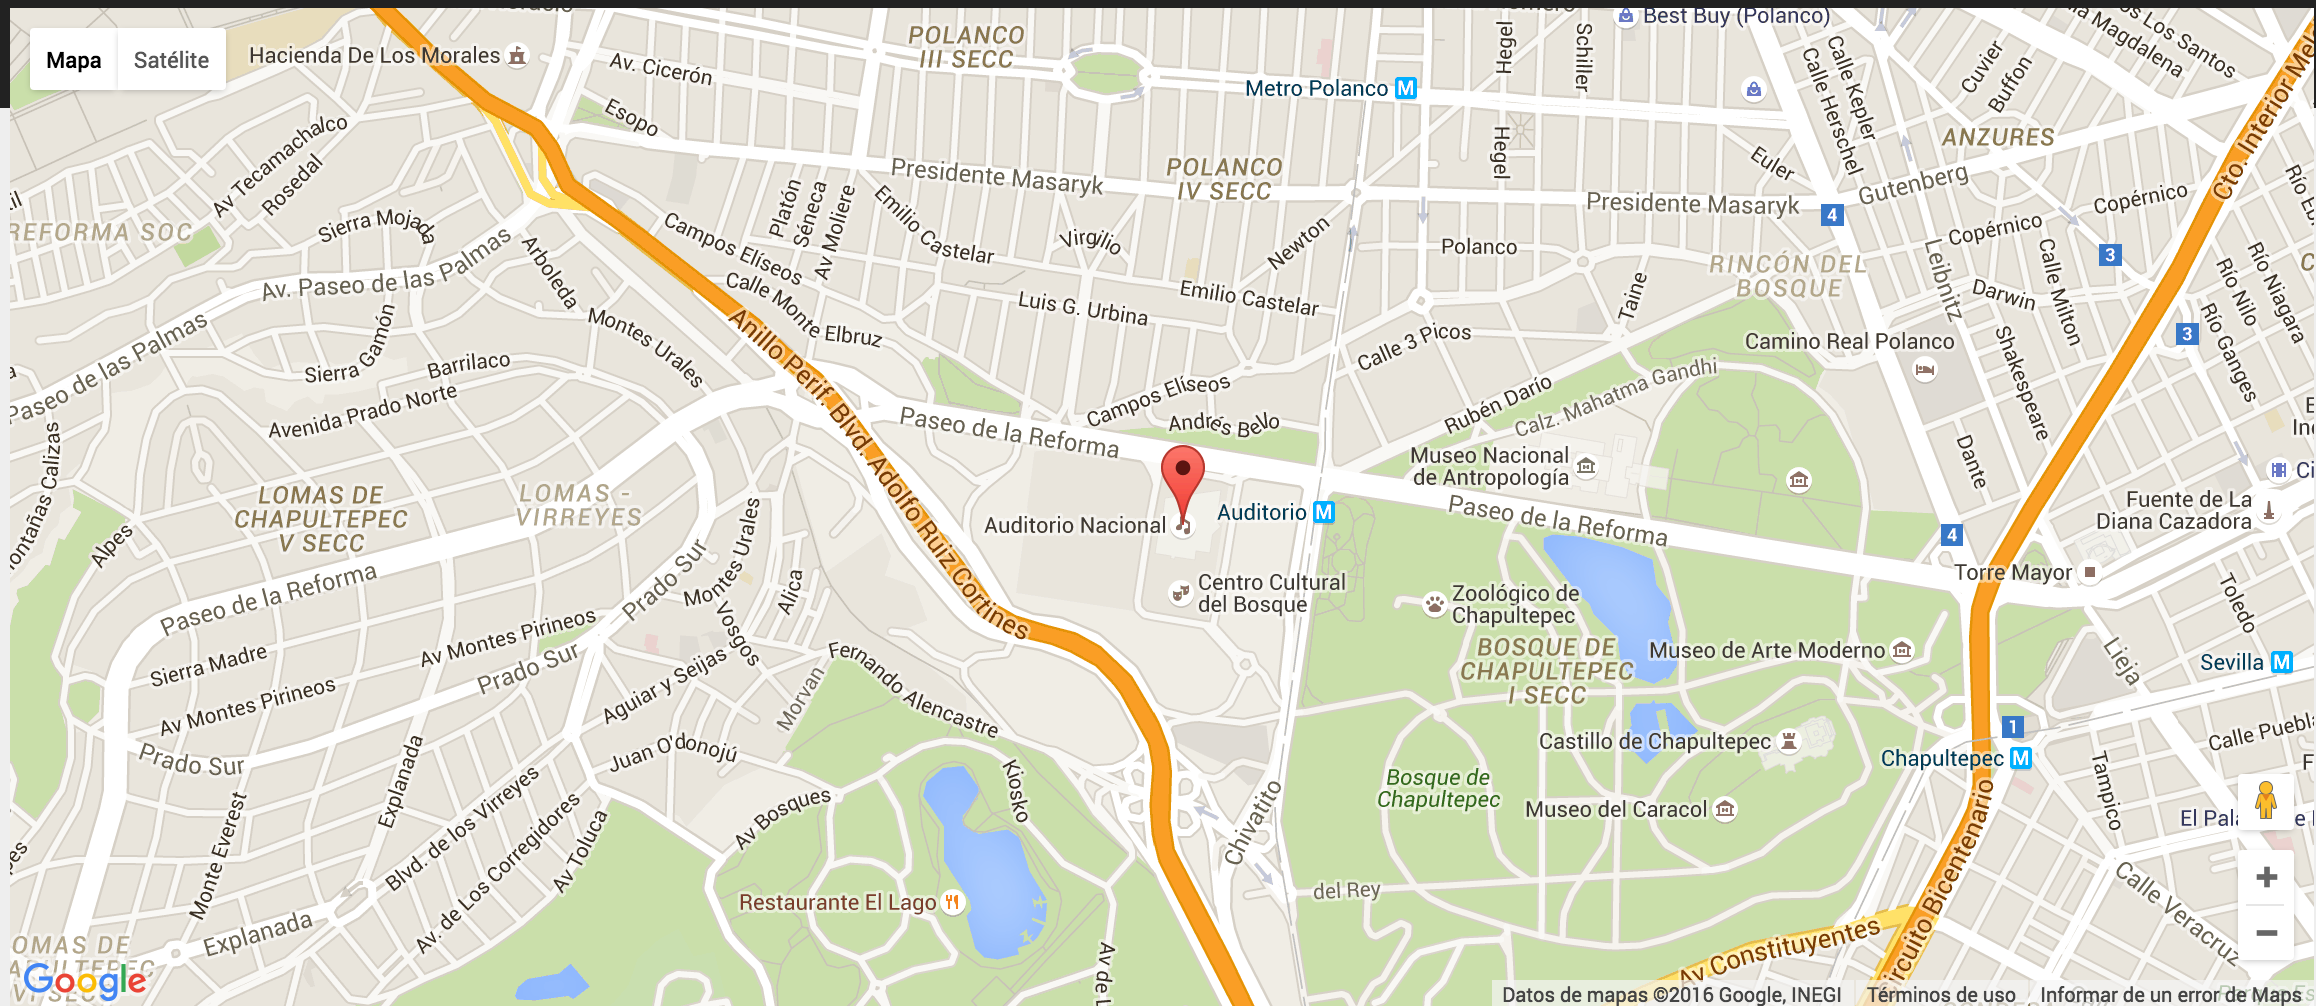 Mapa
Satélite
Hacienda De Los Morales
POLANCO
III SECC
Av. Cicerón
Esopo
Metro Polanco
Hegel
Schiller
Best Buy (Polanco)
Calle Kepler
Calle Herschel
Cuvier
Buffon
Magdalena
os Los Santos
ANZURES
Cto. Interior Mel
Av Tecamachalco
Rosedal
REFORMA SOC
Sierra Mojada
Presidente Masaryk
POLANCO
IV SECC
Hegel
Euler
Gutenberg
Presidente Masaryk
4
Copérnico
Copérnico
3
Platón
Séneca
Av Moliere
Emilio Castelar
Virgilio
Newton
Polanco
Campos Elíseos
Calle Monte Elbruz
Av. Paseo de las Palmas
Arboleda
Montes Urales
Luis G. Urbina
Emilio Castelar
Taine
RINCÓN DEL
BOSQUE
Leibnitz
Darwin
Calle Milton
Río Niagara
Río Nilo
Río Ganges
3
Paseo de las Palmas
Sierra Gamón
Barrilaco
Avenida Prado Norte
Anillo Perif. Blvd. Adolfo Ruiz Cortines
Calle 3 Picos
Camino Real Polanco
Shakespeare
Campos Elíseos
Andrés Bello
Rubén Darío
Calz. Mahatma Gandhi
Paseo de la Reforma
Dante
Museo Nacional
de Antropología
LOMAS DE
CHAPULTEPEC
V SECC
LOMAS -
VIRREYES
Alpes
Auditorio Nacional
Auditorio
Paseo de la Reforma
4
Fuente de La
Diana Cazadora
Torre Mayor
Paseo de la Reforma
Prado Sur
Montes Urales
Alica
Vosgos
Centro Cultural
del Bosque
Zoológico de
Chapultepec
BOSQUE DE
CHAPULTEPEC
I SECC
Museo de Arte Moderno
Toledo
Lieja
Sevilla
Sierra Madre
Av Montes Pirineos
Av Montes Pirineos
Prado Sur
Aguiar y Seijas
Morvan
Fernando Alencastre
Prado Sur
Juan O'donojú
Explanada
Castillo de Chapultepec
1
Chapultepec
Calle Puebla
Bosque de
Chapultepec
Kiosko
Museo del Caracol
Tampico
Av Bosques
Chivatito
Monte Everest
Blvd. de los Virreyes
Av. de Los Corregidores
Av Toluca
Restaurante El Lago
del Rey
Circuito Bicentenario
Calle Veracruz
Explanada
Av Constituyentes
Google
Datos de mapas ©2016 Google, INEGI
Términos de uso
Informar de un error de Maps